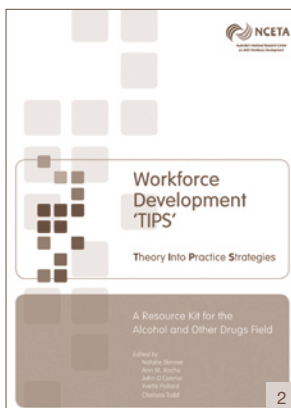 NCETA
Australia's National Research Centre
on AOD Workforce Development
Workforce
Development
'TIPS'
Theory Into Practice Strategies
A Resource Kit for the
Alcohol and Other Drugs Field
Edited by
Natalie Skinner
Ann M. Roche
John O'Connor
Yvette Pollard
Chelsea Todd
2